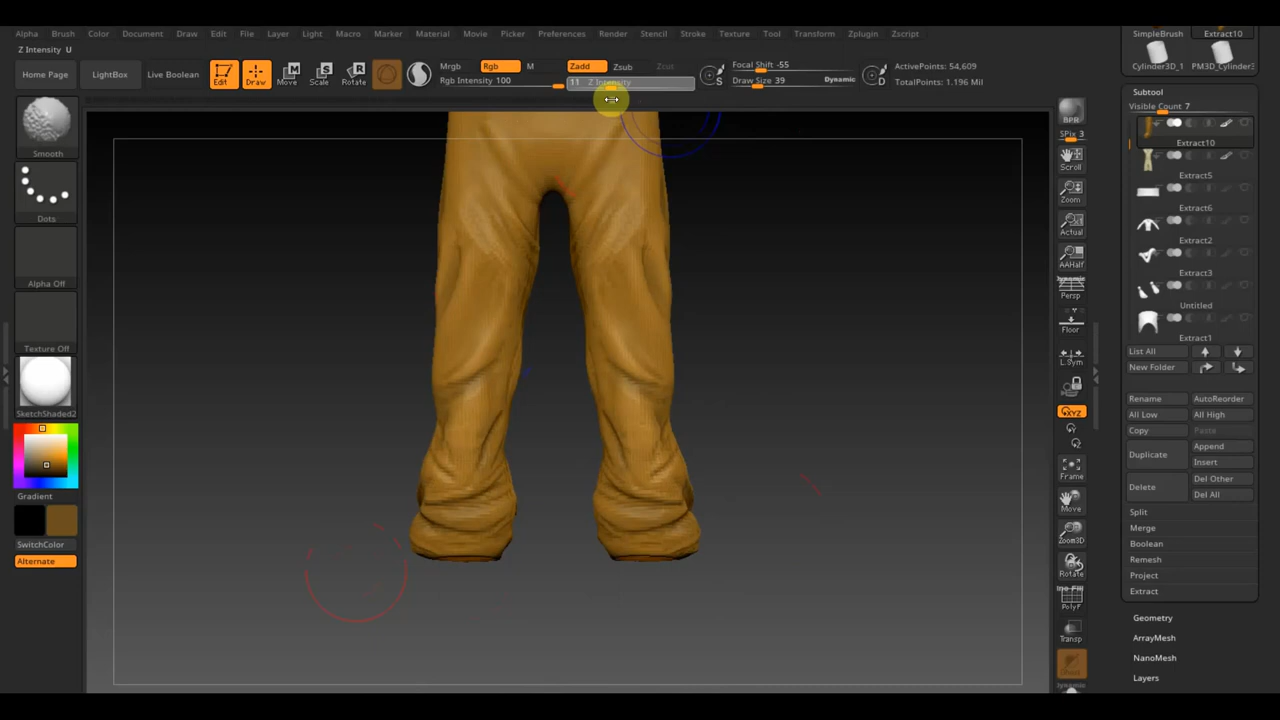 Alpha Brush Color Document Draw Edit File Layer Light Macro Marker Material Movie Picker Preferences Render Stencil Stroke Texture Tool Transform Zplugin Zscript
Z Intensity U
Home Page
LightBox
Live Boolean
Edit
Draw
Move
Scale
Rotate
Mrgb
Rgb
M
Rgb Intensity 100
Zadd
Zsub
Zcut
11 Z Intensity
S
Focal Shift -55
Draw Size 39
Dynamic
D
ActivePoints: 54,609
TotalPoints: 1.196 Mil
Smooth
Dots
Alpha Off
Texture Off
SketchShaded2
Gradient
SwitchColor
Alternate
BPR
SPix 3
Scroll
Zoom
Actual
AAHalf
Dynamic
Persp
Floor
L.Sym
XYZ
Y
Z
Frame
Move
Zoom3D
Rotate
PolyF
Transp
Dynamic
SimpleBrush
Extract10
Cylinder3D_1
PM3D_Cylinder3
Subtool
Visible Count 7
Extract10
Extract5
Extract6
Extract2
Extract3
Untitled
Extract1
List All
New Folder
Rename
AutoReorder
All Low
All High
Copy
Paste
Duplicate
Append
Insert
Delete
Del Other
Del All
Split
Merge
Boolean
Remesh
Project
Extract
Geometry
ArrayMesh
NanoMesh
Layers